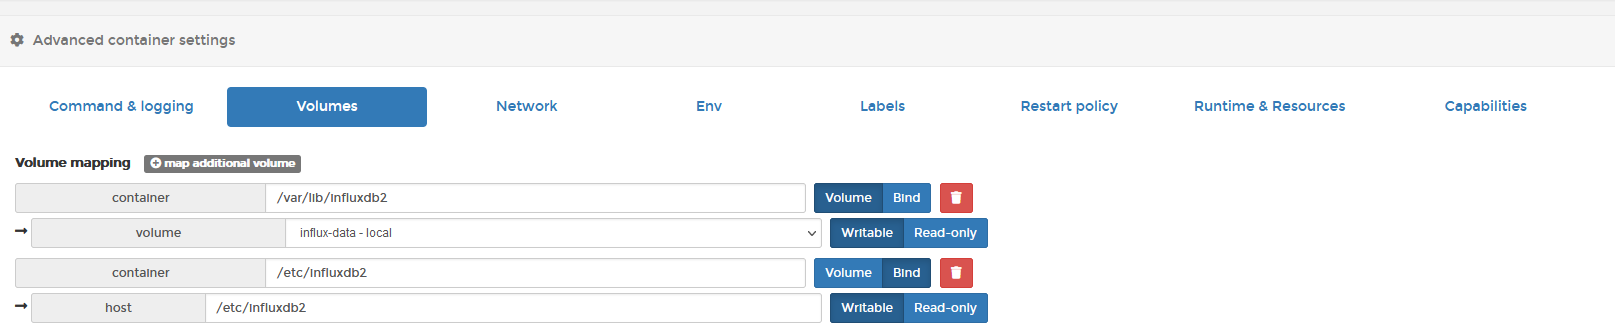 Advanced container settings
Command & logging Volumes Network Env Labels Restart policy Runtime & Resources Capabilities
Volume mapping map additional volume
container /var/lib/influxdb2 Volume Bind
volume influx-data - local Writable Read-only
container /etc/influxdb2 Volume Bind
host /etc/influxdb2 Writable Read-only